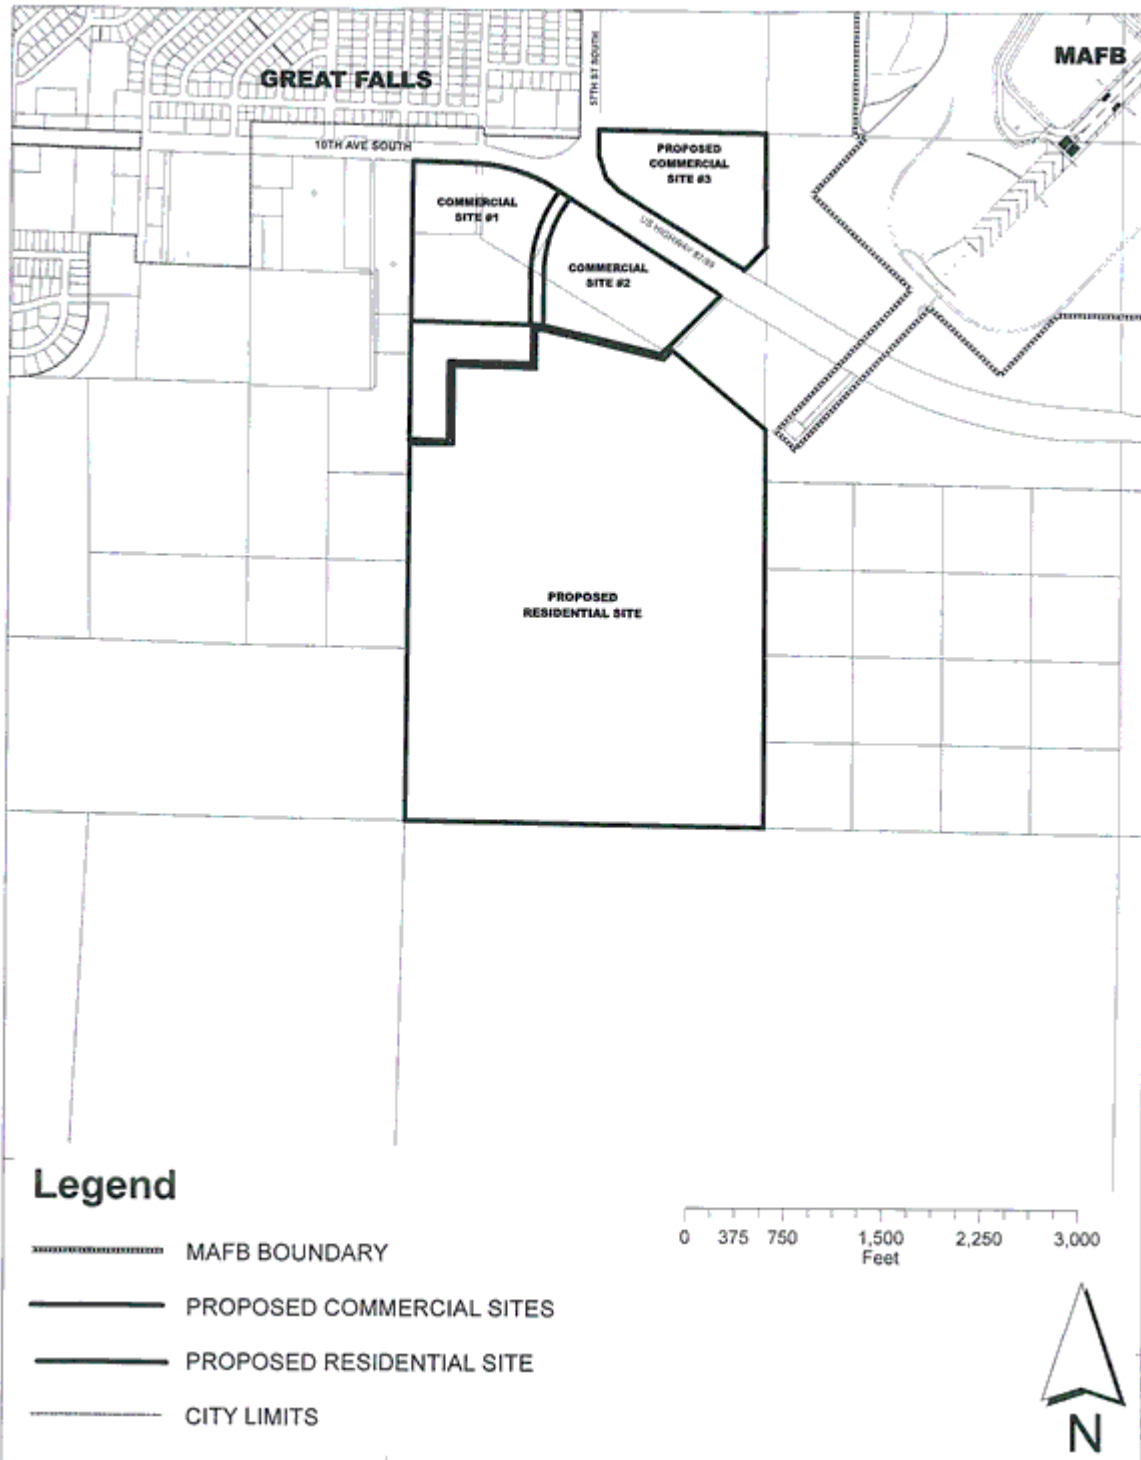 GREAT FALLS
57TH ST SOUTH
MAFB
10TH AVE SOUTH
PROPOSED
COMMERCIAL
SITE #3
COMMERCIAL
SITE #1
US HIGHWAY 87/89
COMMERCIAL
SITE #2
PROPOSED
RESIDENTIAL SITE
Legend
MAFB BOUNDARY
PROPOSED COMMERCIAL SITES
PROPOSED RESIDENTIAL SITE
CITY LIMITS
0 375 750 1,500 2,250 3,000
Feet
N